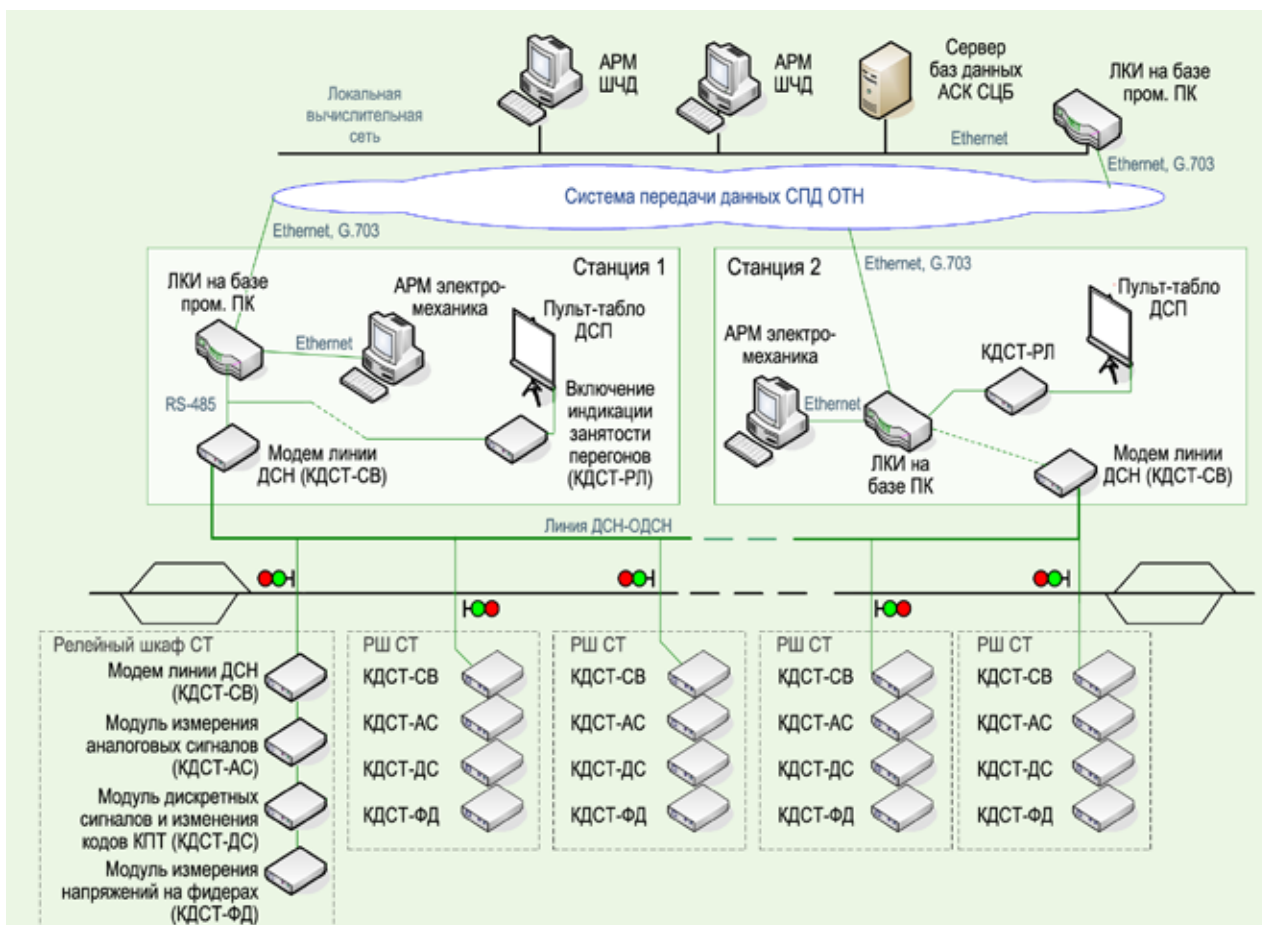 АРМ
ШЧД
АРМ
ШЧД
Сервер
баз данных
АСК СЦБ
ЛКИ на базе
пром. ПК
Локальная
вычислительная
сеть
Ethernet
Ethernet, G.703
Система передачи данных СПД ОТН
Ethernet, G.703
Станция 1
ЛКИ на базе
пром. ПК
АРМ электро-
механика
Пульт-табло
ДСП
Ethernet
RS-485
Включение
индикации
занятости
перегонов
(КДСТ-РЛ)
Модем линии
ДСН (КДСТ-СВ)
Станция 2
Ethernet, G.703
Пульт-табло
ДСП
АРМ электро-
механика
КДСТ-РЛ
Ethernet
ЛКИ на
базе ПК
Модем линии
ДСН (КДСТ-СВ)
Линия ДСН-ОДСН
Релейный шкаф СТ
Модем линии ДСН
(КДСТ-СВ)
Модуль измерения
аналоговых сигналов
(КДСТ-АС)
Модуль дискретных
сигналов и изменения
кодов КПТ (КДСТ-ДС)
Модуль измерения
напряжений на фидерах
(КДСТ-ФД)
РШ СТ
КДСТ-СВ
КДСТ-АС
КДСТ-ДС
КДСТ-ФД
РШ СТ
КДСТ-СВ
КДСТ-АС
КДСТ-ДС
КДСТ-ФД
РШ СТ
КДСТ-СВ
КДСТ-АС
КДСТ-ДС
КДСТ-ФД
РШ СТ
КДСТ-СВ
КДСТ-АС
КДСТ-ДС
КДСТ-ФД